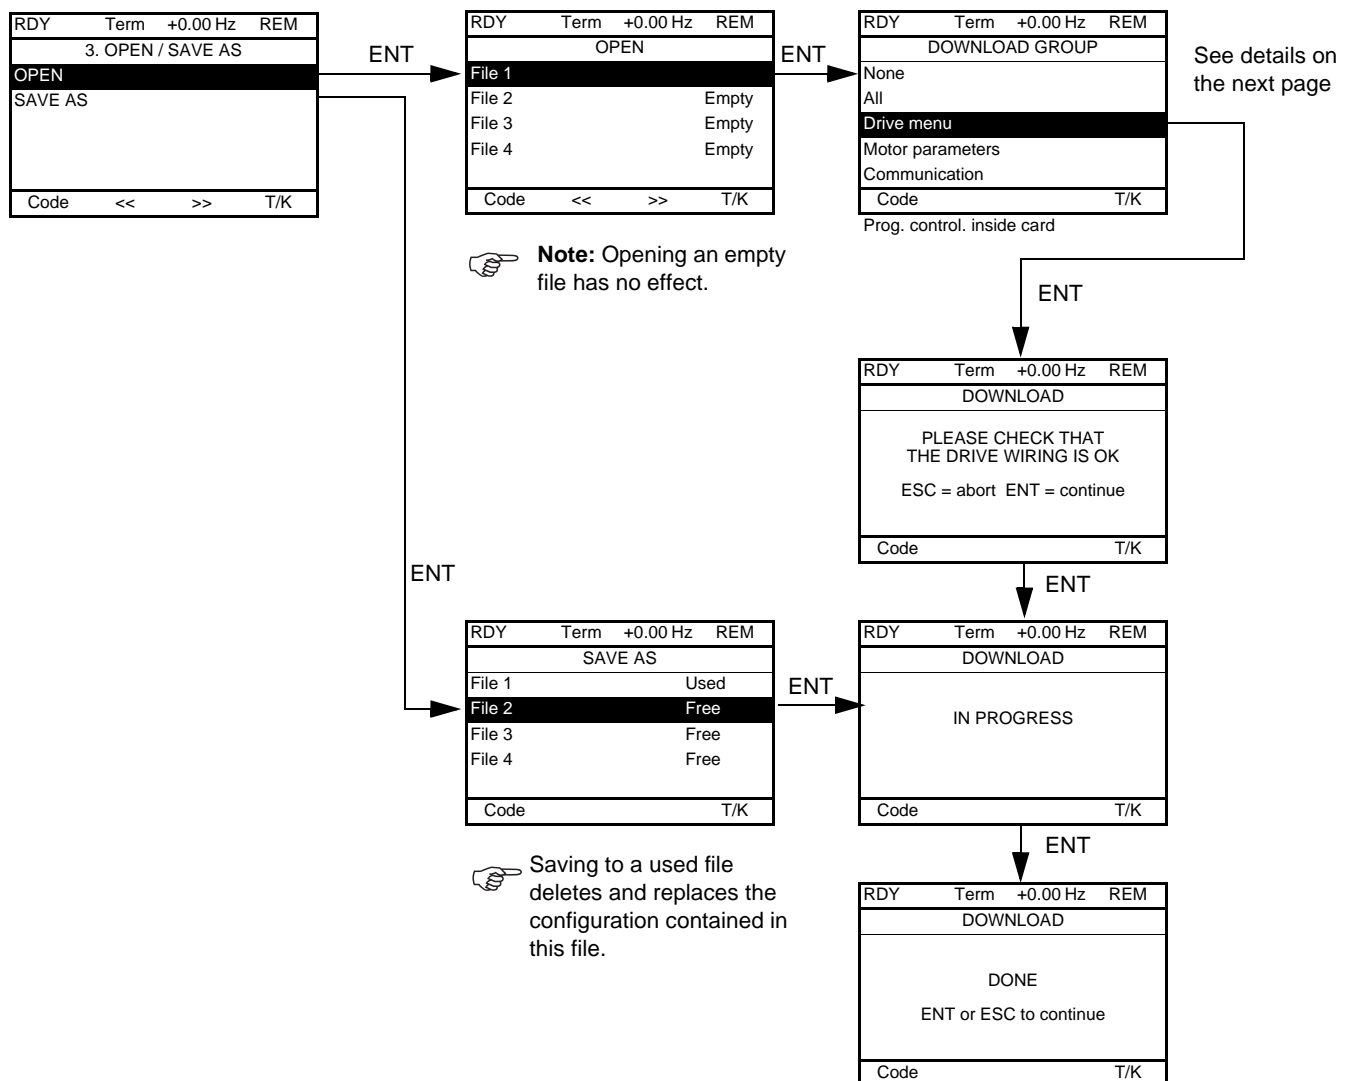 RDY Term +0.00 Hz REM
3. OPEN / SAVE AS
OPEN
SAVE AS
Code << >> T/K
ENT
RDY Term +0.00 Hz REM
OPEN
File 1
File 2 Empty
File 3 Empty
File 4 Empty
Code << >> T/K
Note: Opening an empty
file has no effect.
ENT
RDY Term +0.00 Hz REM
DOWNLOAD GROUP
None
All
Drive menu
Motor parameters
Communication
Code T/K
Prog. control. inside card
See details on
the next page
ENT
RDY Term +0.00 Hz REM
DOWNLOAD
PLEASE CHECK THAT
THE DRIVE WIRING IS OK
ESC = abort ENT = continue
Code T/K
ENT
ENT
RDY Term +0.00 Hz REM
SAVE AS
File 1 Used
File 2 Free
File 3 Free
File 4 Free
Code T/K
Saving to a used file
deletes and replaces the
configuration contained in
this file.
ENT
RDY Term +0.00 Hz REM
DOWNLOAD
IN PROGRESS
Code T/K
ENT
RDY Term +0.00 Hz REM
DOWNLOAD
DONE
ENT or ESC to continue
Code T/K